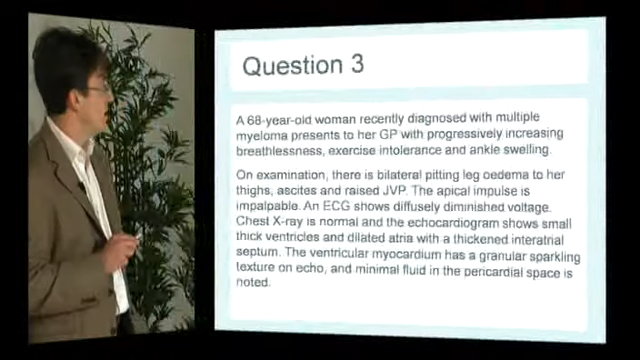 Question 3
A 68-year-old woman recently diagnosed with multiple
myeloma presents to her GP with progressively increasing
breathlessness, exercise intolerance and ankle swelling.
On examination, there is bilateral pitting leg oedema to her
thighs, ascites and raised JVP. The apical impulse is
impalpable. An ECG shows diffusely diminished voltage.
Chest X-ray is normal and the echocardiogram shows small
thick ventricles and dilated atria with a thickened interatrial
septum. The ventricular myocardium has a granular sparkling
texture on echo, and minimal fluid in the pericardial space is
noted.